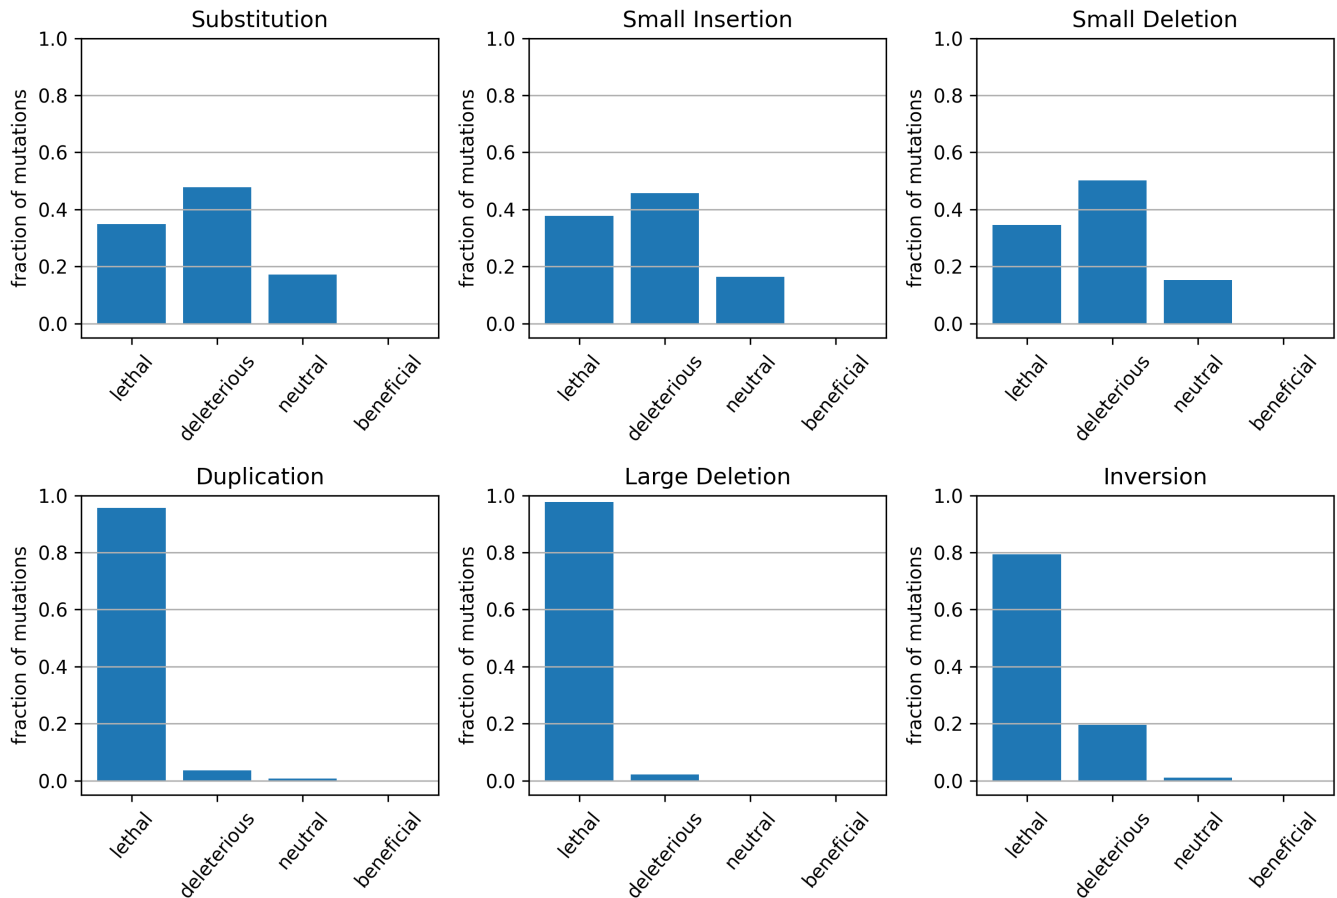 Substitution
fraction of mutations
1.0
0.8
0.6
0.4
0.2
0.0
lethal
deleterious
neutral
beneficial
Small Insertion
fraction of mutations
1.0
0.8
0.6
0.4
0.2
0.0
lethal
deleterious
neutral
beneficial
Small Deletion
fraction of mutations
1.0
0.8
0.6
0.4
0.2
0.0
lethal
deleterious
neutral
beneficial
Duplication
fraction of mutations
1.0
0.8
0.6
0.4
0.2
0.0
lethal
deleterious
neutral
beneficial
Large Deletion
fraction of mutations
1.0
0.8
0.6
0.4
0.2
0.0
lethal
deleterious
neutral
beneficial
Inversion
fraction of mutations
1.0
0.8
0.6
0.4
0.2
0.0
lethal
deleterious
neutral
beneficial